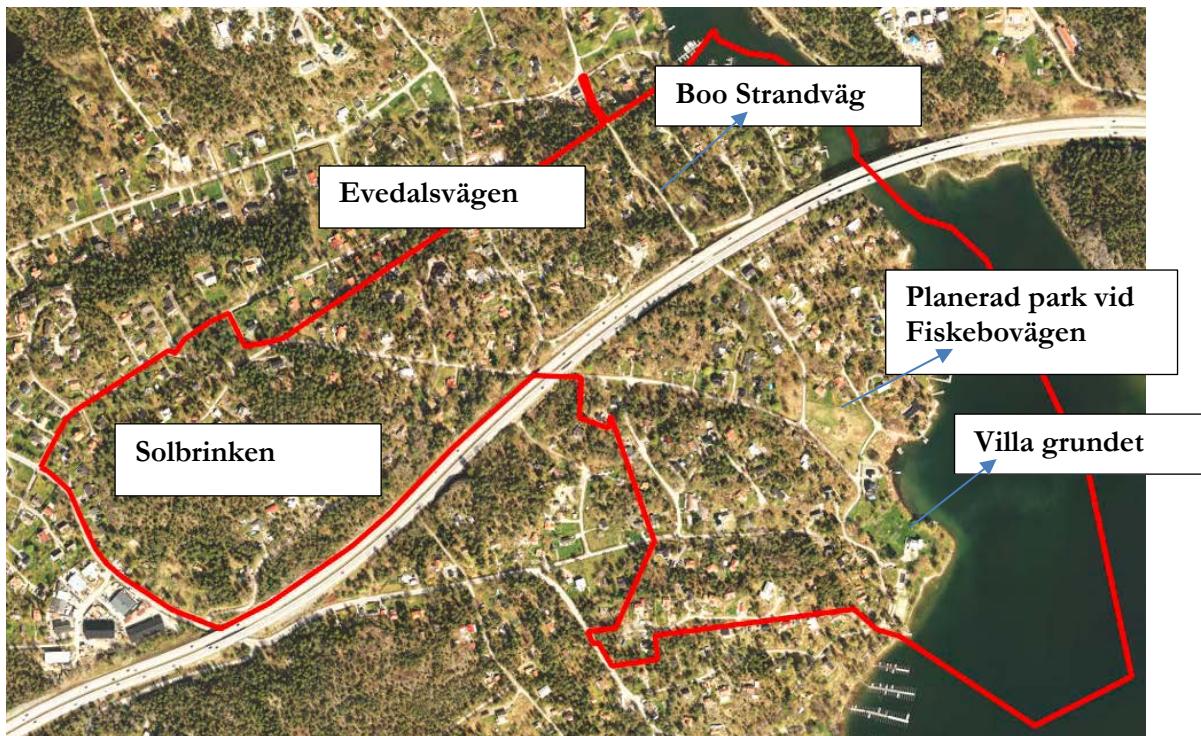 Boo Strandväg
Evedalsvägen
Planerad park vid
Fiskebovägen
Solbrinken
Villa grundet